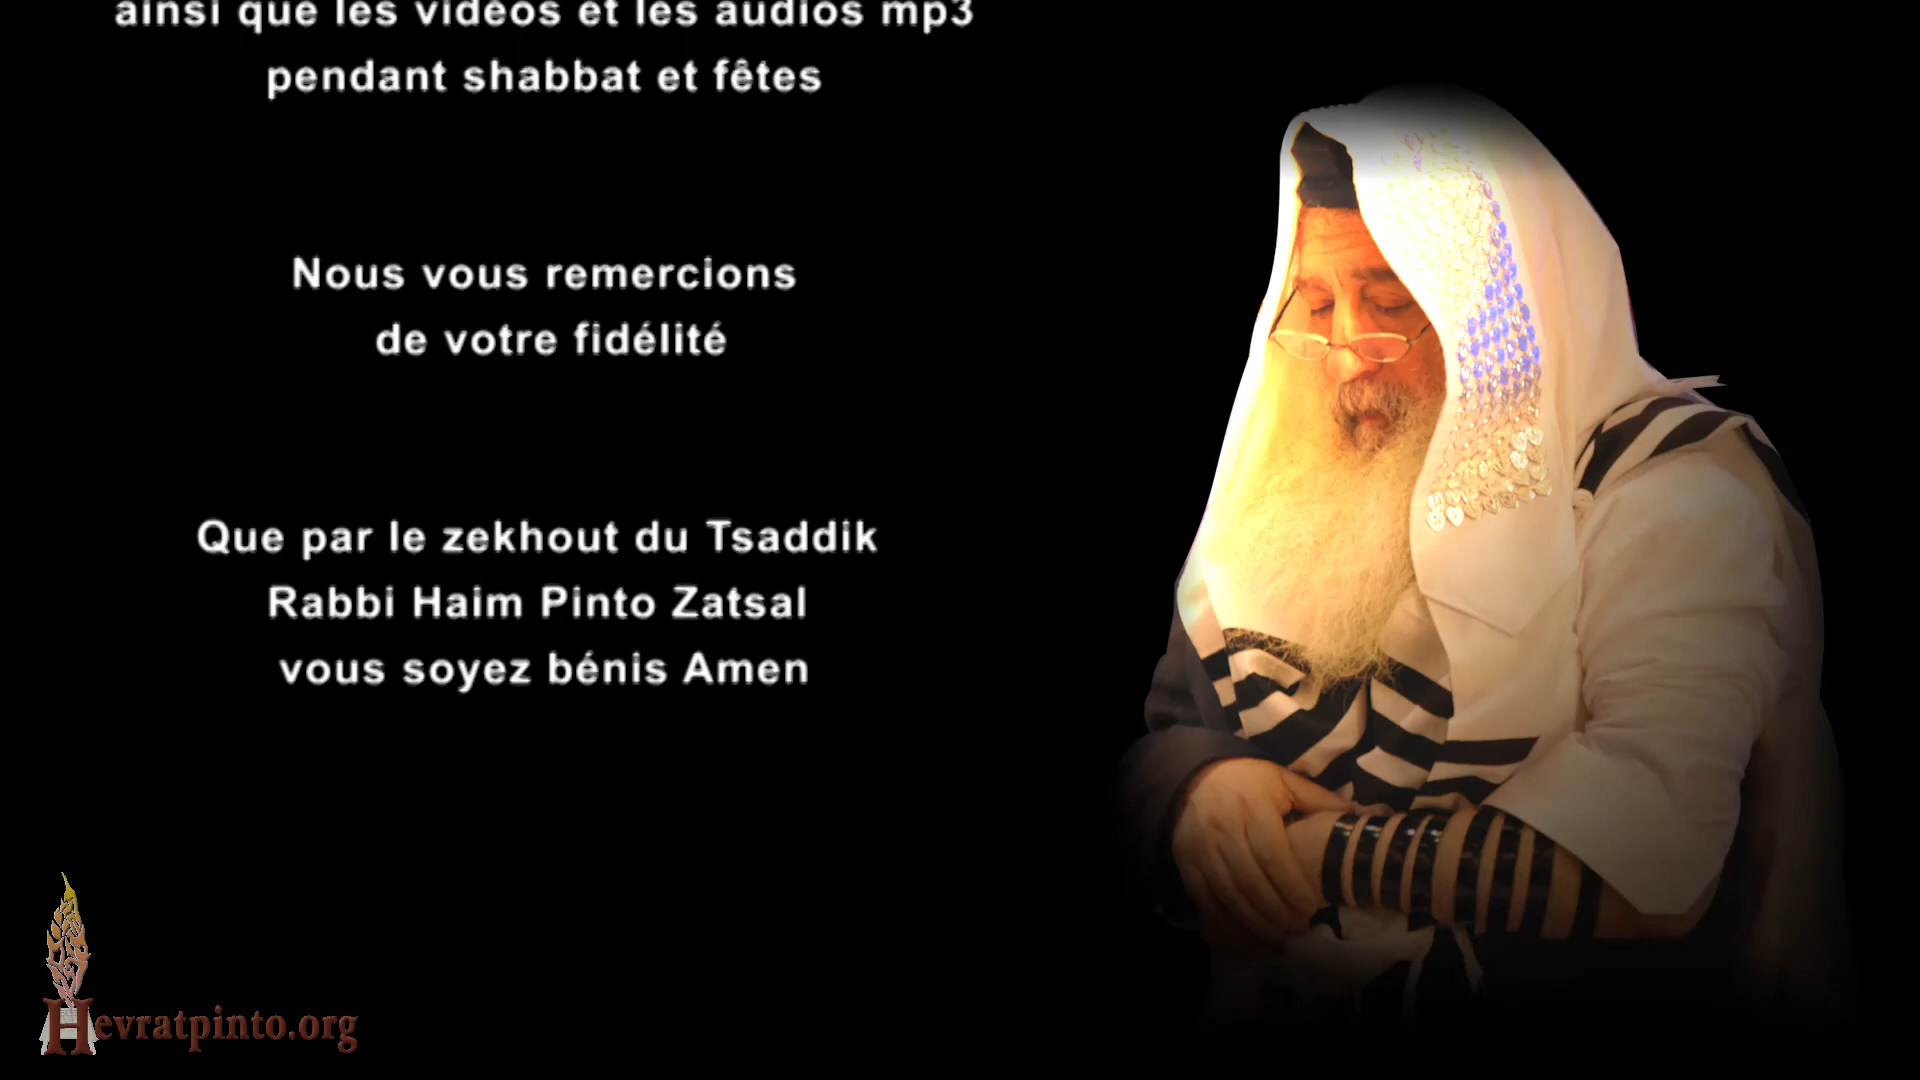 ainsi que les vidéos et les audios mp3
pendant shabbat et fêtes
Nous vous remercions
de votre fidélité
Que par le zekhout du Tsaddik
Rabbi Haim Pinto Zatsal
vous soyez bénis Amen
Hevratpinto.org